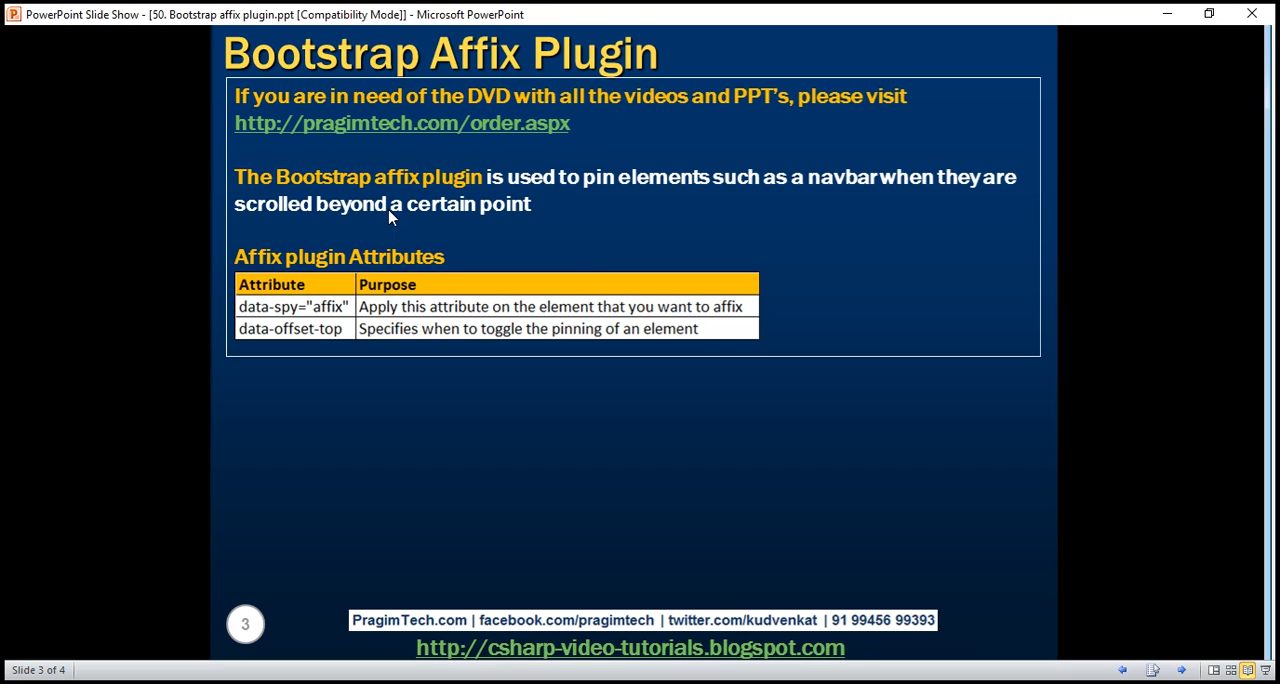 PowerPoint Slide Show - [50. Bootstrap affix plugin.ppt [Compatibility Mode]] - Microsoft PowerPoint
Bootstrap Affix Plugin
If you are in need of the DVD with all the videos and PPT's, please visit
http://pragimtech.com/order.aspx
The Bootstrap affix plugin is used to pin elements such as a navbar when they are
scrolled beyond a certain point
Affix plugin Attributes
Attribute Purpose
data-spy="affix" Apply this attribute on the element that you want to affix
data-offset-top Specifies when to toggle the pinning of an element
3
PragimTech.com | facebook.com/pragimtech | twitter.com/kudvenkat | 91 99456 99393
http://csharp-video-tutorials.blogspot.com
Slide 3 of 4